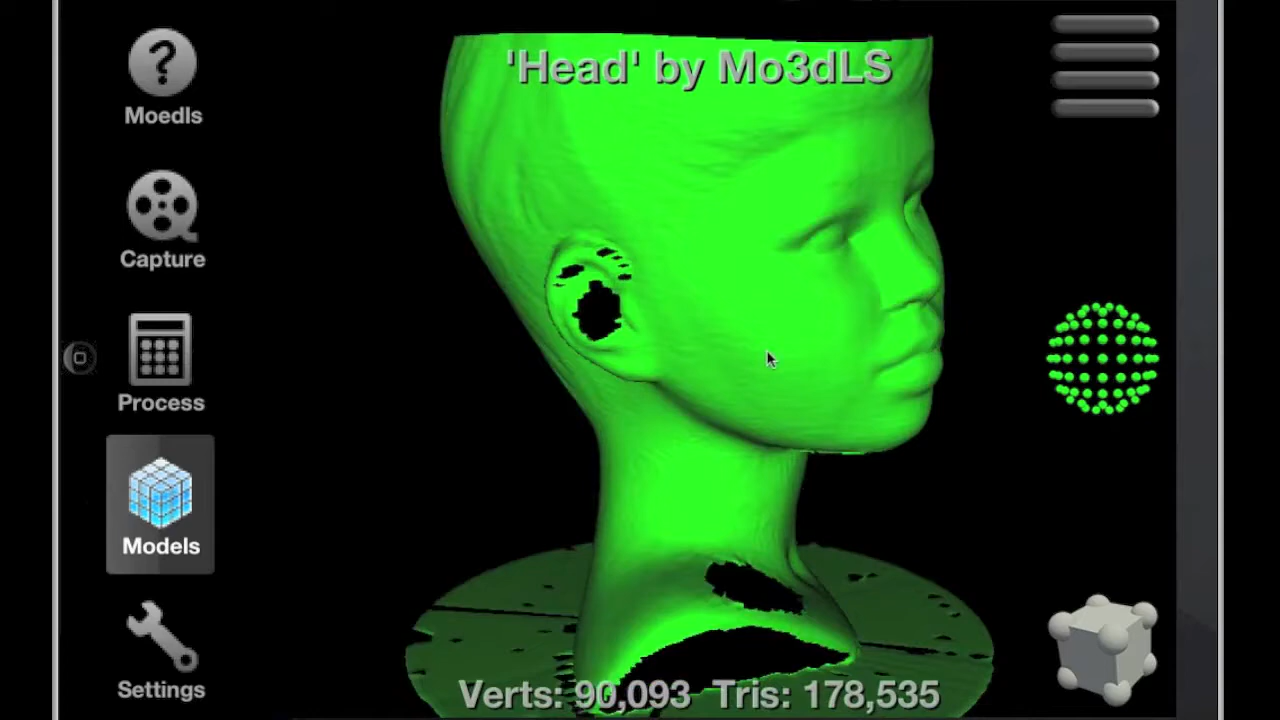 'Head' by Mo3dLS
Moedls
Capture
Process
Models
Settings
Verts: 90,093 Tris: 178,535